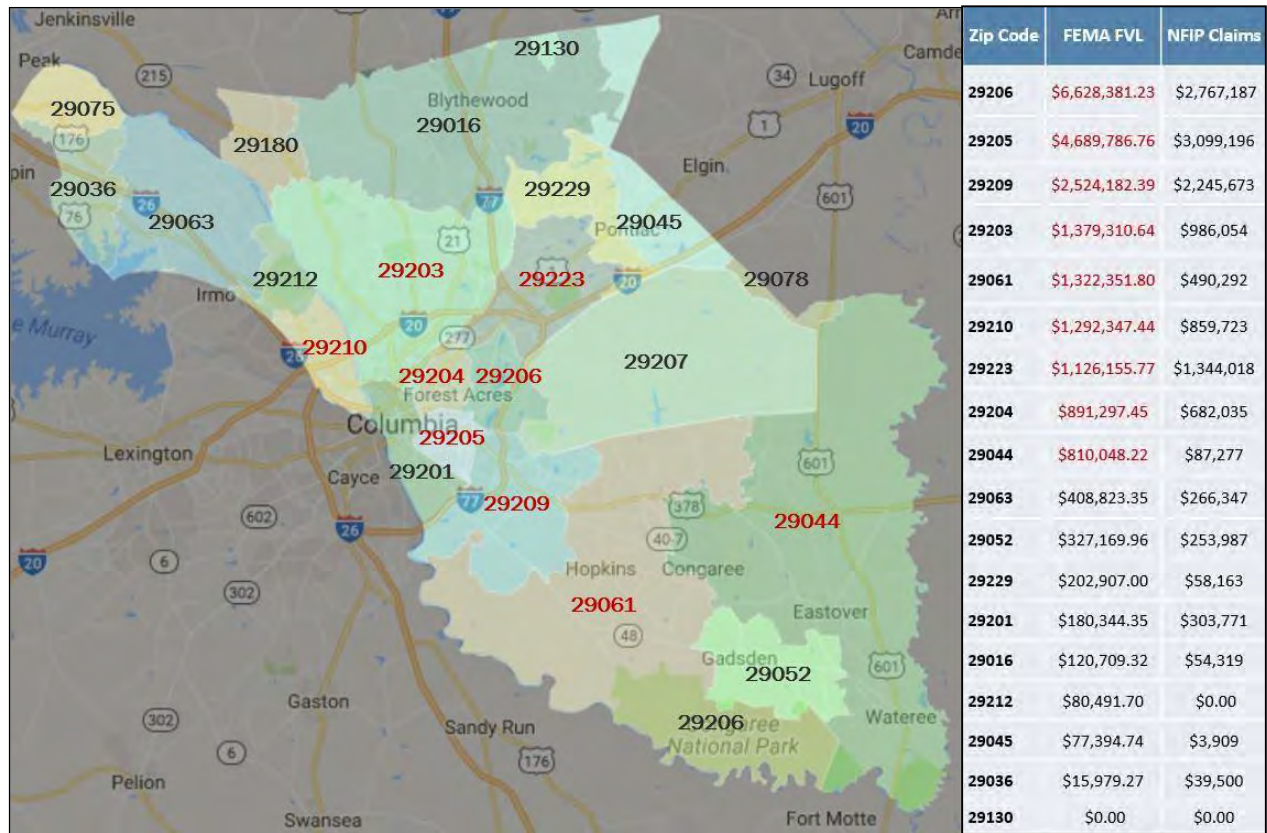 Jenkinsville
29130
Peak
215
34
Lugoff
Camde
29075
Blythewood
29016
1
20
176
29180
Elgin
pin
29036
26
29229
77
601
76
29063
29045
Pontiac
21
29203
29223
29212
20
29078
Irmo
e Murray
20
277
26
29210
29207
29204
29206
Forest Acres
Columbia
29205
Lexington
29201
601
Cayce
77
29209
378
602
26
29044
20
6
40-7
Hopkins
Congaree
302
29061
Eastover
48
Gadsden
601
29052
Gaston
302
Sandy Run
29206
Wateree
National Park
6
176
Pelion
Swansea
Fort Motte
Zip Code FEMA FVL NFIP Claims
29206 $6,628,381.23 $2,767,187
29205 $4,689,786.76 $3,099,196
29209 $2,524,182.39 $2,245,673
29203 $1,379,310.64 $986,054
29061 $1,322,351.80 $490,292
29210 $1,292,347.44 $859,723
29223 $1,126,155.77 $1,344,018
29204 $891,297.45 $682,035
29044 $810,048.22 $87,277
29063 $408,823.35 $266,347
29052 $327,169.96 $253,987
29229 $202,907.00 $58,163
29201 $180,344.35 $303,771
29016 $120,709.32 $54,319
29212 $80,491.70 $0.00
29045 $77,394.74 $3,909
29036 $15,979.27 $39,500
29130 $0.00 $0.00